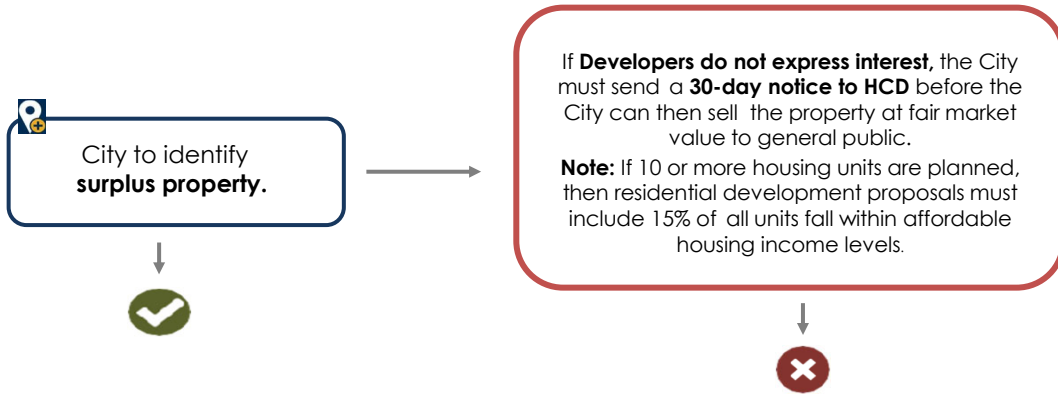 City to identify
surplus property.
If Developers do not express interest, the City
must send a 30-day notice to HCD before the
City can then sell the property at fair market
value to general public.
Note: If 10 or more housing units are planned,
then residential development proposals must
include 15% of all units fall within affordable
housing income levels.